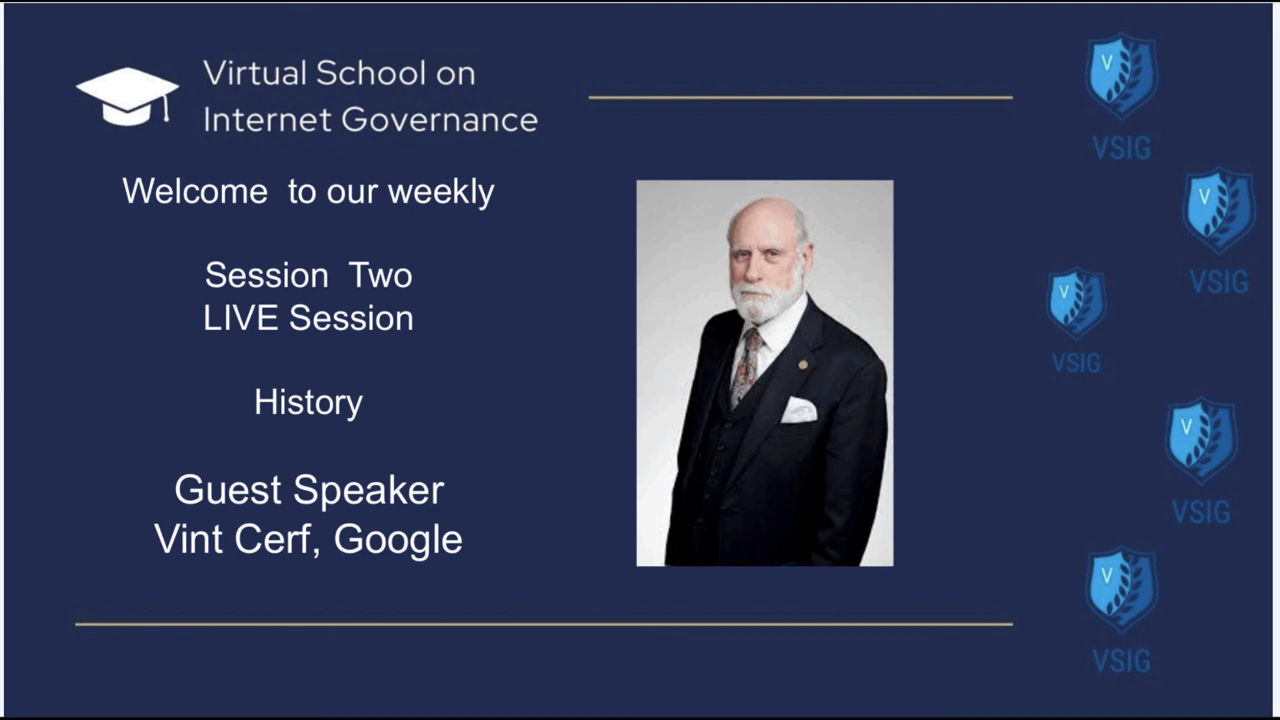 Virtual School on
Internet Governance
Welcome to our weekly
Session Two
LIVE Session
History
Guest Speaker
Vint Cerf, Google
V
VSIG
V
VSIG
V
VSIG
V
VSIG
V
VSIG